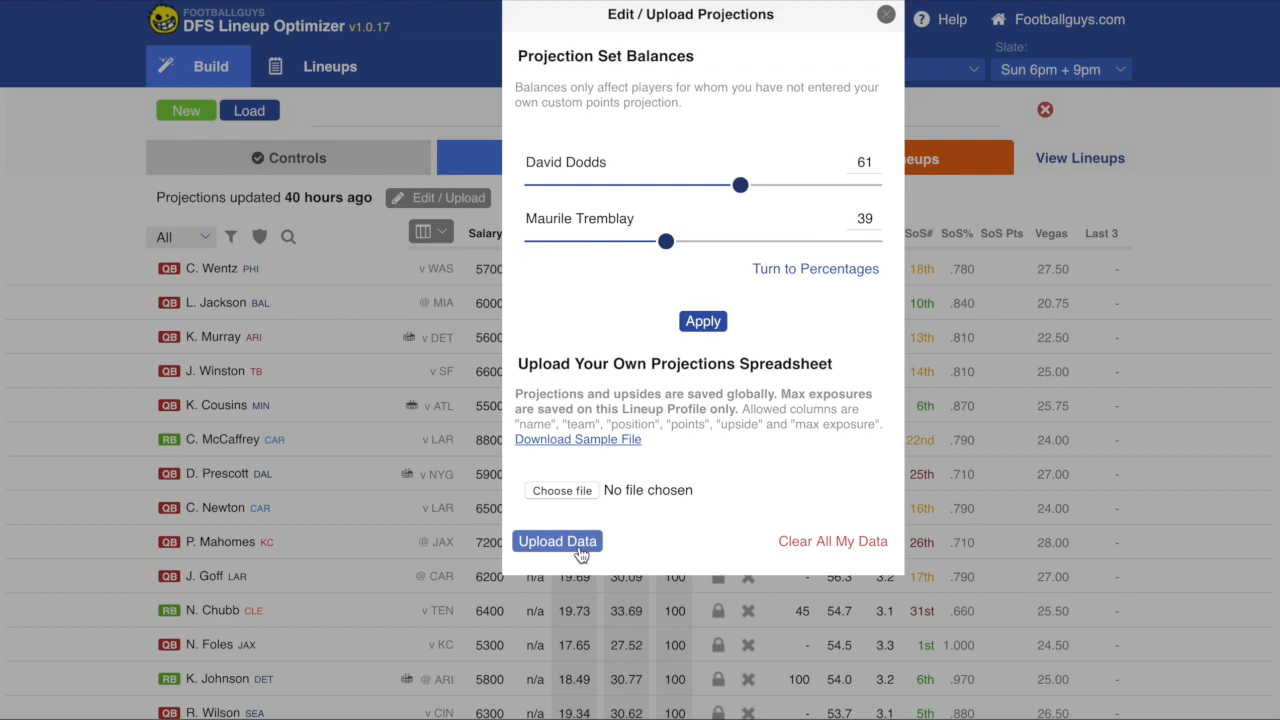 FOOTBALLGUYS
DFS Lineup Optimizer v1.0.17
Edit / Upload Projections
Help
Footballguys.com
Slate:
Build
Lineups
Sun 6pm + 9pm
Projection Set Balances
Balances only affect players for whom you have not entered your
own custom points projection.
New
Load
Controls
eups
View Lineups
David Dodds
61
Projections updated 40 hours ago
Edit / Upload
Maurile Tremblay
39
All
Salary
SoS# SoS% SoS Pts Vegas Last 3
Turn to Percentages
Apply
Upload Your Own Projections Spreadsheet
Projections and upsides are saved globally. Max exposures
are saved on this Lineup Profile only. Allowed columns are
"name", "team", "position", "points", "upside" and "max exposure".
Download Sample File
Choose file No file chosen
Upload Data
Clear All My Data
QB C. Wentz PHI v WAS 5700 18th .780 27.50 -
QB L. Jackson BAL @ MIA 6000 10th .840 20.75 -
QB K. Murray ARI v DET 5600 13th .810 22.50 -
QB J. Winston TB v SF 6600 14th .810 25.00 -
QB K. Cousins MIN v ATL 5500 6th .870 25.75 -
RB C. McCaffrey CAR v LAR 8800 22nd .790 24.00 -
QB D. Prescott DAL v NYG 5900 25th .710 27.00 -
QB C. Newton CAR v LAR 6500 16th .790 24.00 -
QB P. Mahomes KC @ JAX 7200 26th .710 28.00 -
QB J. Goff LAR @ CAR 6200 n/a 19.69 30.09 100 - 56.3 3.2 17th .790 27.00 -
RB N. Chubb CLE v TEN 6400 n/a 19.73 33.69 100 45 54.7 3.1 31st .660 25.50 -
QB N. Foles JAX v KC 5300 n/a 17.65 27.52 100 - 54.5 3.3 1st 1.000 24.50 -
RB K. Johnson DET @ ARI 5800 n/a 18.49 30.77 100 100 54.0 3.2 6th .970 25.00 -
QB R. Wilson SEA v CIN 6300 n/a 19.34 30.62 100 - 53.7 3.1 5th .880 26.50 -